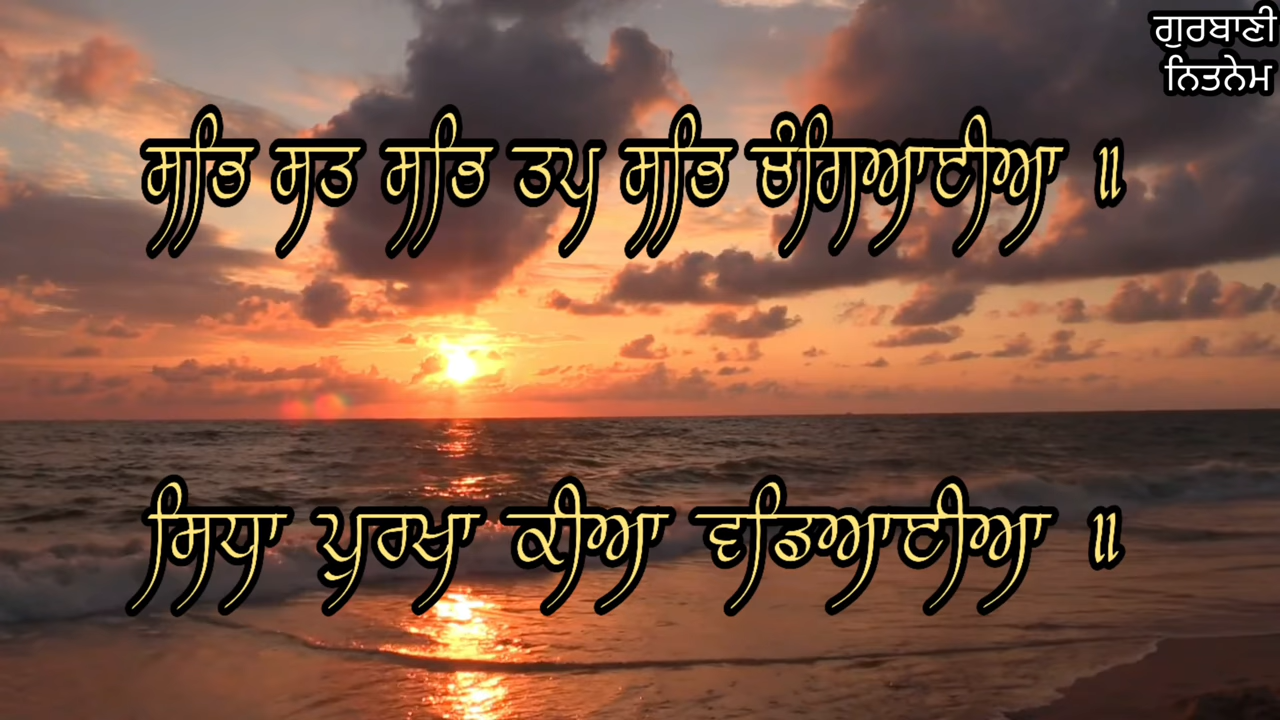 ਗੁਰਬਾਣੀ
ਨਿਤਨੇਮ
ਸਭਿ ਸਤ ਸਭਿ ਤਪ ਸਭਿ ਚੰਗਿਆਈਆ ॥
ਸਿਧਾ ਪੁਰਖਾ ਕੀਆ ਵਡਿਆਈਆ ॥